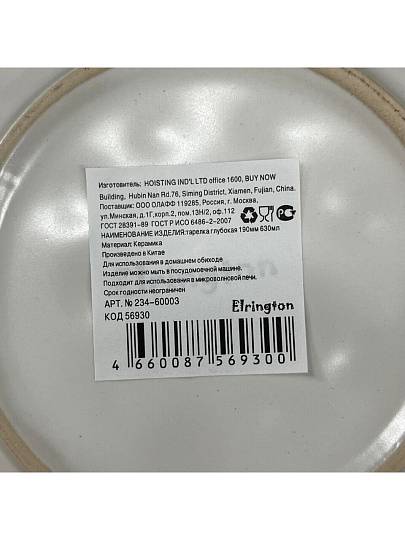 Изготовитель: HOISTING IND'L LTD office 1600, BUY NOW
Building, Hubin Nan Rd.76, Siming District, Xiamen, Fujian, China.
Поставщик: ООО ОЛАФФ 119285, Россия, г. Москва,
ул.Минская, д.1Г,корп.2, пом.13Н/2, оф.112
ГОСТ 28391-89 ГОСТ Р ИСО 6486-2-2007
НАИМЕНОВАНИЕ ИЗДЕЛИЯ:тарелка глубокая 190мм 630мл
Материал: Керамика
Произведено в Китае
Для использования в домашнем обиходе
Изделие можно мыть в посудомоечной машине.
Подходит для использования в микроволновой печи.
Срок годности неограничен
АРТ. № 234-60003
КОД 56930
Elrington
4 660087 569300